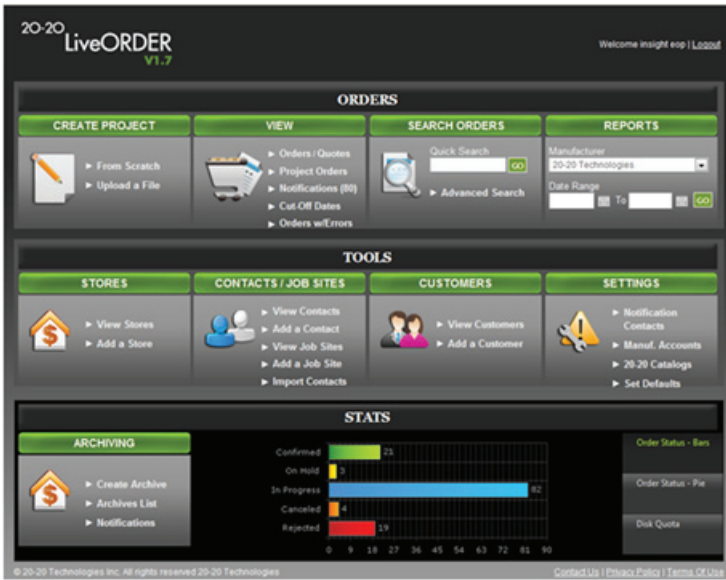 20-20
LiveORDER
V1.7
Welcome insight eop | Logout
ORDERS
CREATE PROJECT
From Scratch
Upload a File
VIEW
Orders / Quotes
Project Orders
Notifications (80)
Cut-Off Dates
Orders w/Errors
SEARCH ORDERS
Quick Search
GO
Advanced Search
REPORTS
Manufacturer
20-20 Technologies
Date Range
To
GO
TOOLS
STORES
View Stores
Add a Store
CONTACTS / JOB SITES
View Contacts
Add a Contact
View Job Sites
Add a Job Site
Import Contacts
CUSTOMERS
View Customers
Add a Customer
SETTINGS
Notification
Contacts
Manuf. Accounts
20-20 Catalogs
Set Defaults
STATS
ARCHIVING
Create Archive
Archives List
Notifications
Confirmed 21
On Hold 3
In Progress 82
Canceled 4
Rejected 19
0 9 18 27 36 45 54 63 72 81 90
Order Status - Bars
Order Status - Pie
Disk Quota
© 20-20 Technologies Inc. All rights reserved 20-20 Technologies
Contact Us | Privacy Policy | Terms Of Use